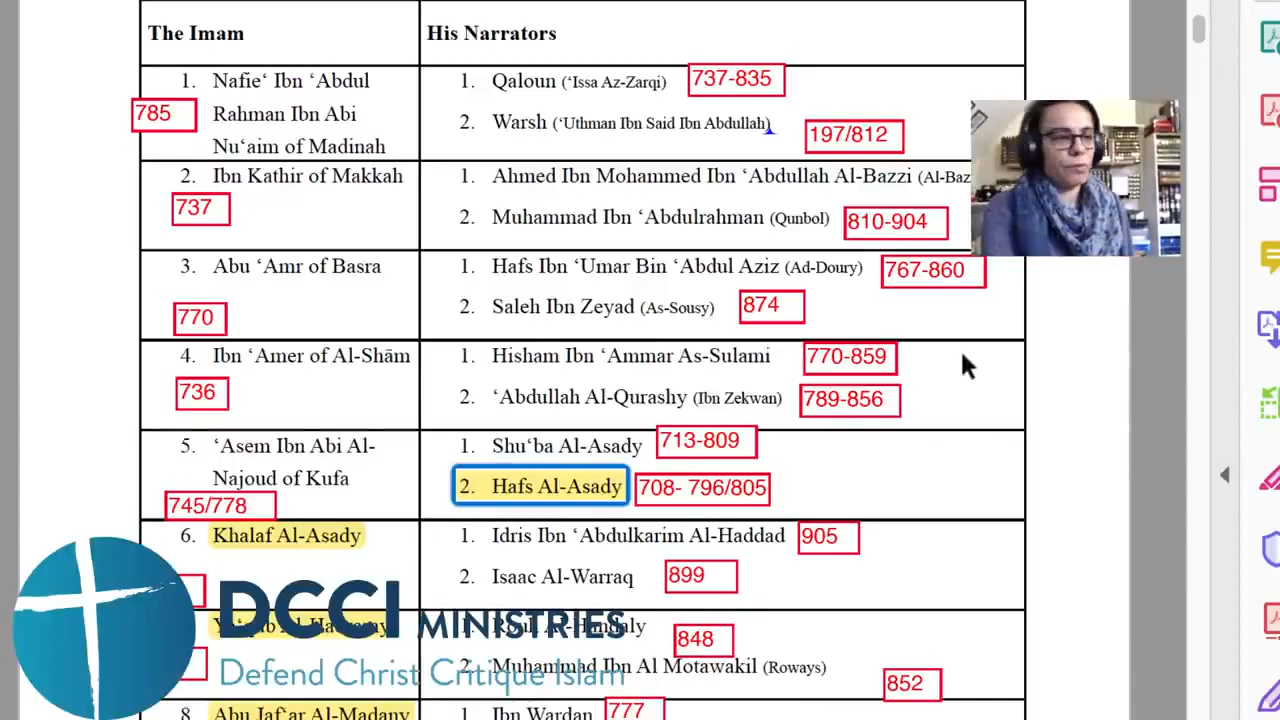 The Imam
His Narrators
1. Nafie‘ Ibn ‘Abdul
785
Rahman Ibn Abi
Nu‘aim of Madinah
1. Qaloun (‘Issa Az-Zarqi) 737-835
2. Warsh (‘Uthman Ibn Said Ibn Abdullah) 197/812
2. Ibn Kathir of Makkah
737
1. Ahmed Ibn Mohammed Ibn ‘Abdullah Al-Bazzi (Al-Baz
2. Muhammad Ibn ‘Abdulrahman (Qunbol) 810-904
3. Abu ‘Amr of Basra
770
1. Hafs Ibn ‘Umar Bin ‘Abdul Aziz (Ad-Doury) 767-860
2. Saleh Ibn Zeyad (As-Sousy) 874
4. Ibn ‘Amer of Al-Shām
736
1. Hisham Ibn ‘Ammar As-Sulami 770-859
2. ‘Abdullah Al-Qurashy (Ibn Zekwan) 789-856
5. ‘Asem Ibn Abi Al-
Najoud of Kufa
745/778
1. Shu‘ba Al-Asady 713-809
2. Hafs Al-Asady 708- 796/805
6. Khalaf Al-Asady
1. Idris Ibn ‘Abdulkarim Al-Haddad 905
2. Isaac Al-Warraq 899
848
2. Muhammad Ibn Al Motawakil (Roways)
852
8. Abu Jaf‘ar Al-Madany
1. Ibn Wardan 777
DCCI MINISTRIES
Defend Christ Critique Islam